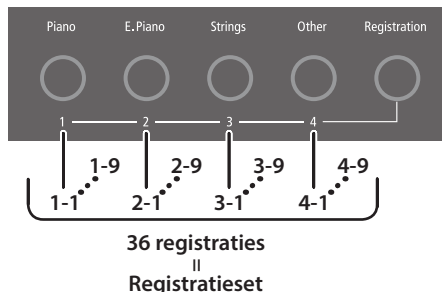 Piano E.Piano Strings Other Registration
1 2 3 4
1-9 2-9 3-9 4-9
1-1 2-1 3-1 4-1
36 registraties
=
Registratieset